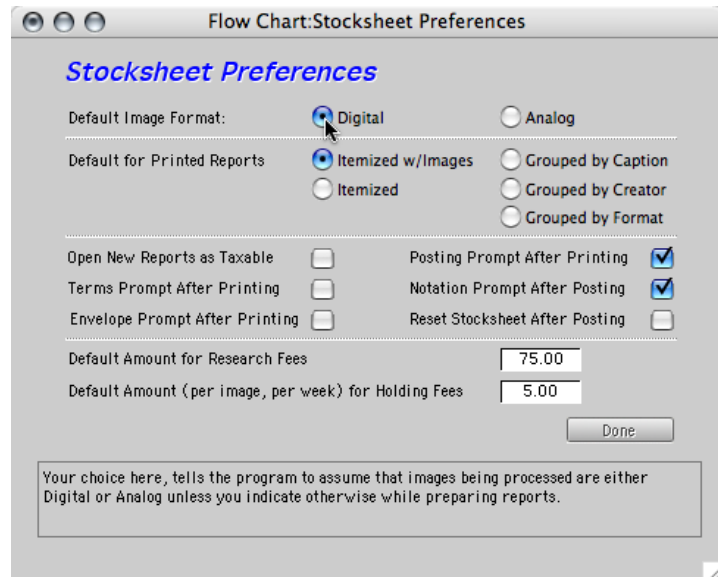 Flow Chart:Stocksheet Preferences
Stocksheet Preferences
Default Image Format: Digital Analog
Default for Printed Reports Itemized w/Images Grouped by Caption
Itemized Grouped by Creator
Grouped by Format
Open New Reports as Taxable Posting Prompt After Printing
Terms Prompt After Printing Notation Prompt After Posting
Envelope Prompt After Printing Reset Stocksheet After Posting
Default Amount for Research Fees 75.00
Default Amount (per image, per week) for Holding Fees 5.00
Done
Your choice here, tells the program to assume that images being processed are either
Digital or Analog unless you indicate otherwise while preparing reports.